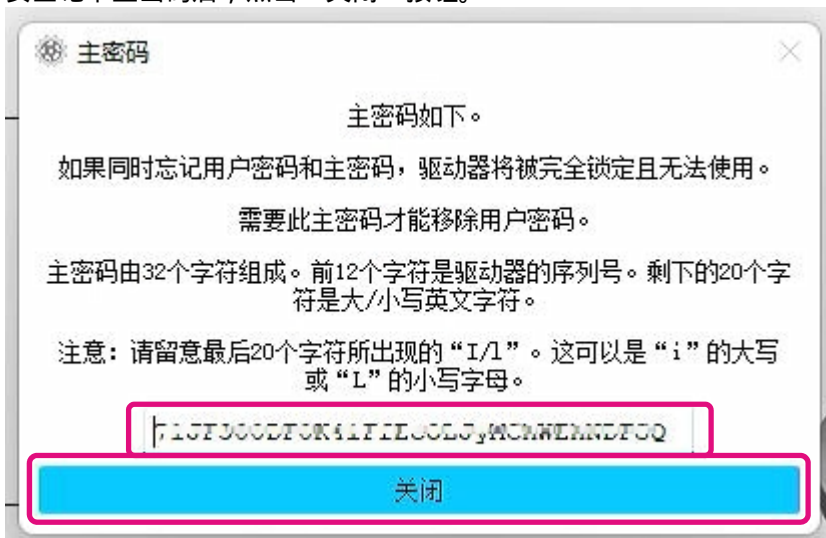 主密码
主密码如下。
如果同时忘记用户密码和主密码，驱动器将被完全锁定且无法使用。
需要此主密码才能移除用户密码。
主密码由32个字符组成。前12个字符是驱动器的序列号。剩下的20个字
符是大/小写英文字符。
注意：请留意最后20个字符所出现的“I/l”。这可以是“i”的大写
或“L”的小写字母。
关闭